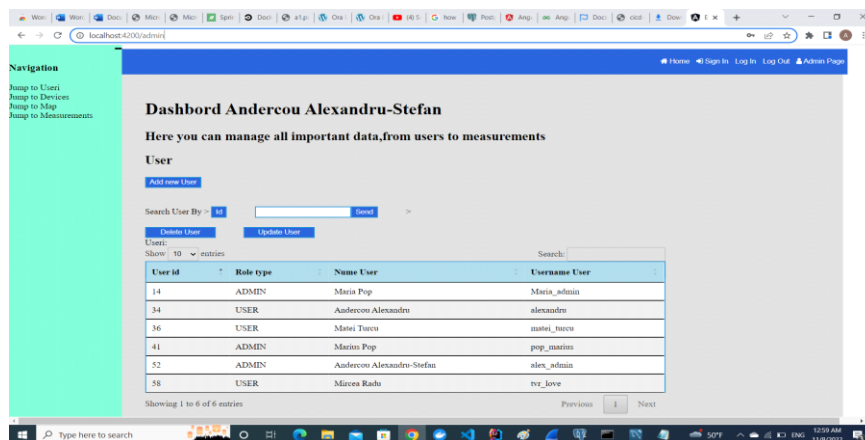 localhost:4200/admin
Home Sign In Log In Log Out Admin Page
Navigation
Jump to Useri
Jump to Devices
Jump to Map
Jump to Measurements
Dashbord Andercou Alexandru-Stefan
Here you can manage all important data,from users to measurements
User
Add new User
Search User By > Id Send >
Delete User Update User
Useri:
Show 10 entries Search:
User id Role type Nume User Username User
14 ADMIN Maria Pop Maria_admin
34 USER Andercou Alexandru alexandru
36 USER Matei Turcu matei_turcu
41 ADMIN Marius Pop pop_marius
52 ADMIN Andercou Alexandru-Stefan alex_admin
58 USER Mircea Radu tvr_love
Showing 1 to 6 of 6 entries Previous 1 Next
Type here to search 50°F ENG 12:59 AM